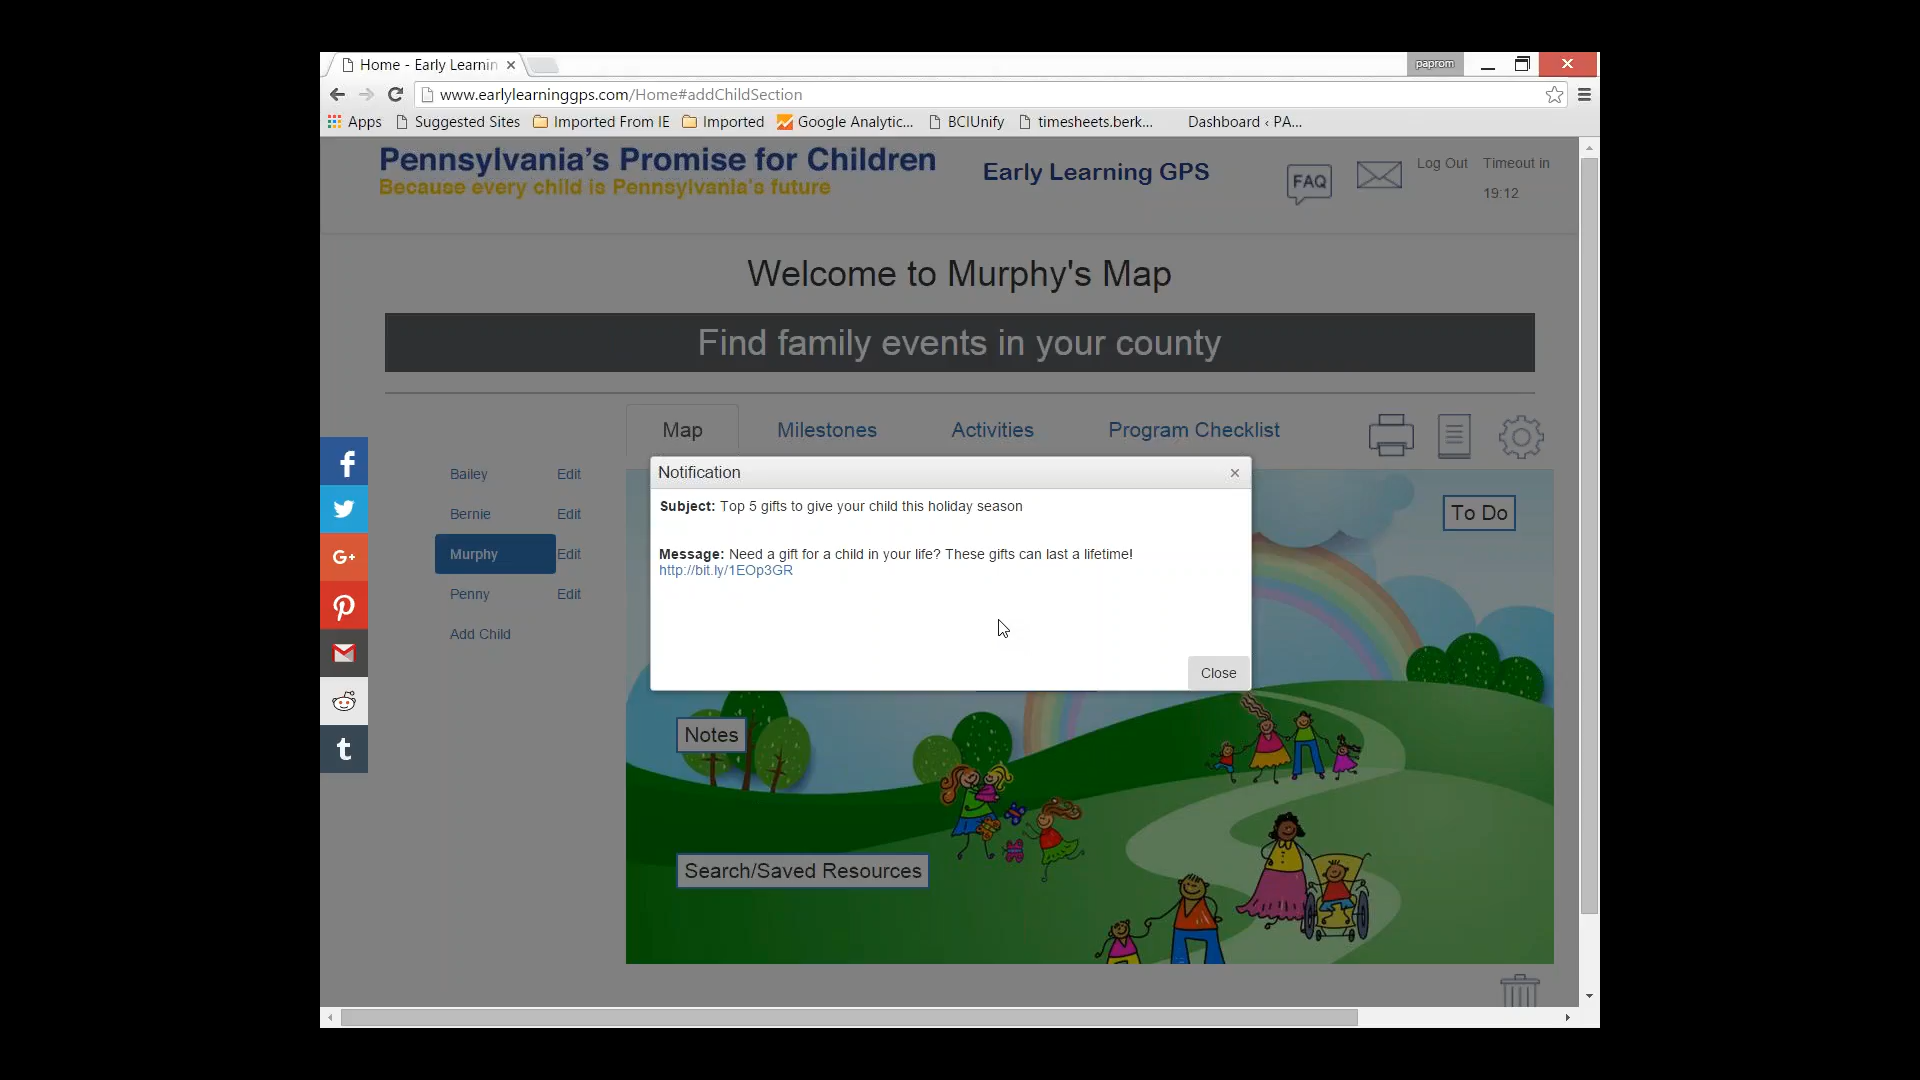 Home - Early Learnin
paprom
www.earlylearninggps.com/Home#addChildSection
Apps Suggested Sites Imported From IE Imported Google Analytic... BCIUnify timesheets.berk... Dashboard ‹ PA...
Pennsylvania's Promise for Children
Because every child is Pennsylvania's future
Early Learning GPS
FAQ
Log Out
Timeout in
19:12
Welcome to Murphy's Map
Find family events in your county
Map Milestones Activities Program Checklist
Bailey Edit
Bernie Edit
Murphy Edit
Penny Edit
Add Child
Notification
Subject: Top 5 gifts to give your child this holiday season
Message: Need a gift for a child in your life? These gifts can last a lifetime!
http://bit.ly/1EOp3GR
Close
To Do
Notes
Search/Saved Resources
f
G+
t